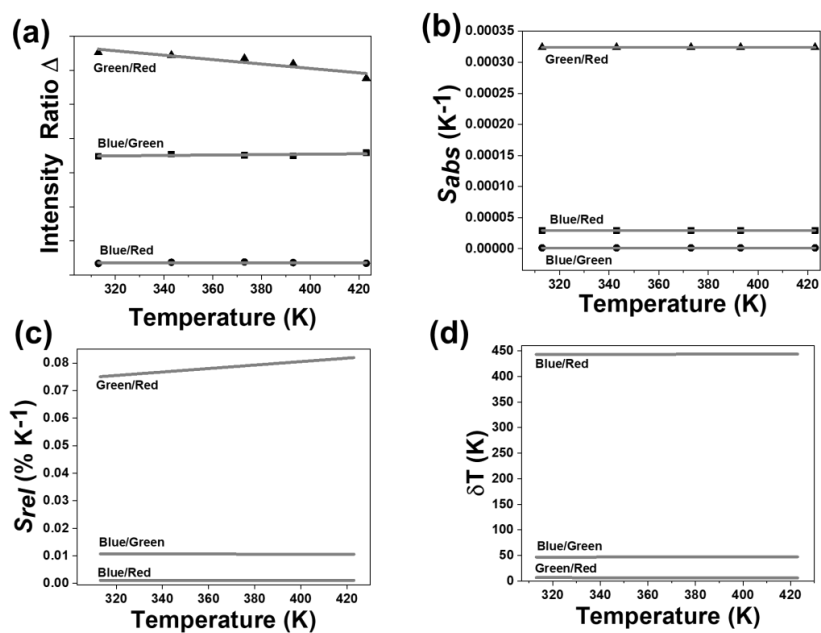 (a)
Intensity Ratio Δ
Green/Red
Blue/Green
Blue/Red
320 340 360 380 400 420
Temperature (K)
(b)
Sabs (K-1)
0.00035
0.00030
0.00025
0.00020
0.00015
0.00010
0.00005
0.00000
Green/Red
Blue/Red
Blue/Green
320 340 360 380 400 420
Temperature (K)
(c)
Srel (% K-1)
0.08
0.07
0.06
0.05
0.04
0.03
0.02
0.01
0.00
Green/Red
Blue/Green
Blue/Red
320 340 360 380 400 420
Temperature (K)
(d)
δT (K)
450
400
350
300
250
200
150
100
50
0
Blue/Red
Blue/Green
Green/Red
320 340 360 380 400 420
Temperature (K)